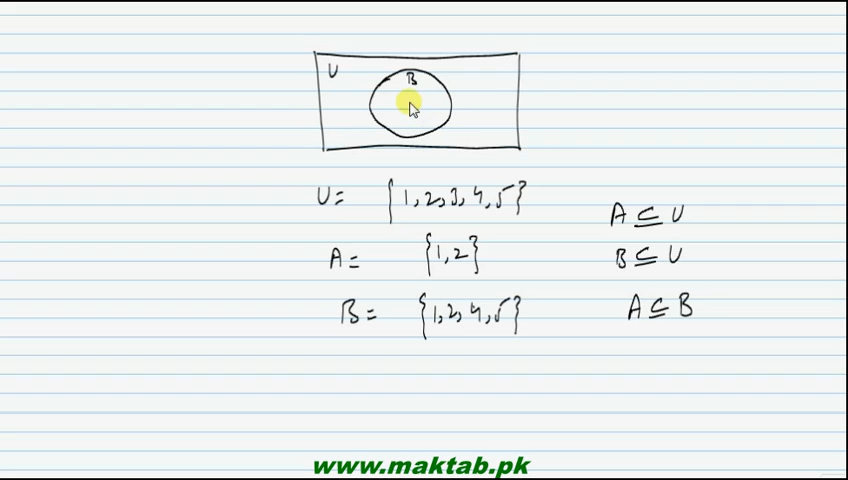 U
B
U = {1, 2, 3, 4, 5}
A ⊆ U
A = {1, 2}
B ⊆ U
B = {1, 2, 4, 5}
A ⊆ B
www.maktab.pk